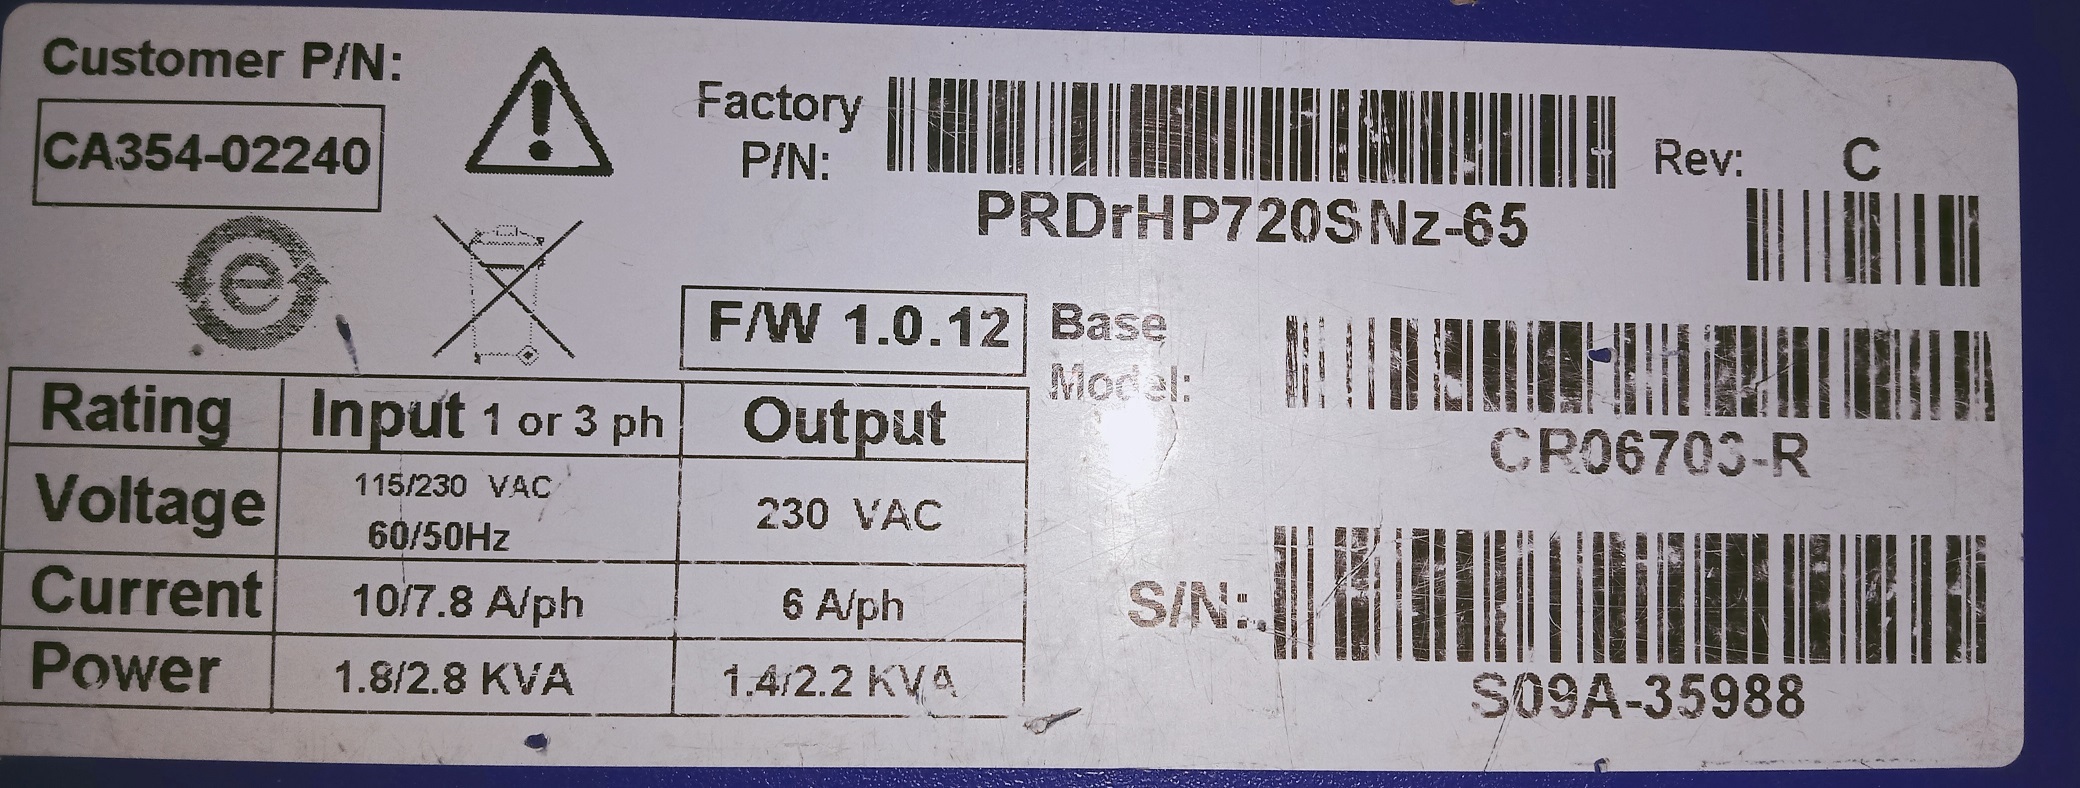 Customer P/N:
CA354-02240
Factory
P/N:
PRDrHP720SNz-65
Rev: C
e
F/W 1.0.12
Base
Model:
CR06703-R
Rating Input 1 or 3 ph Output
Voltage 115/230 VAC 230 VAC
60/50Hz
Current 10/7.8 A/ph 6 A/ph
Power 1.8/2.8 KVA 1.4/2.2 KVA
S/N:
S09A-35988